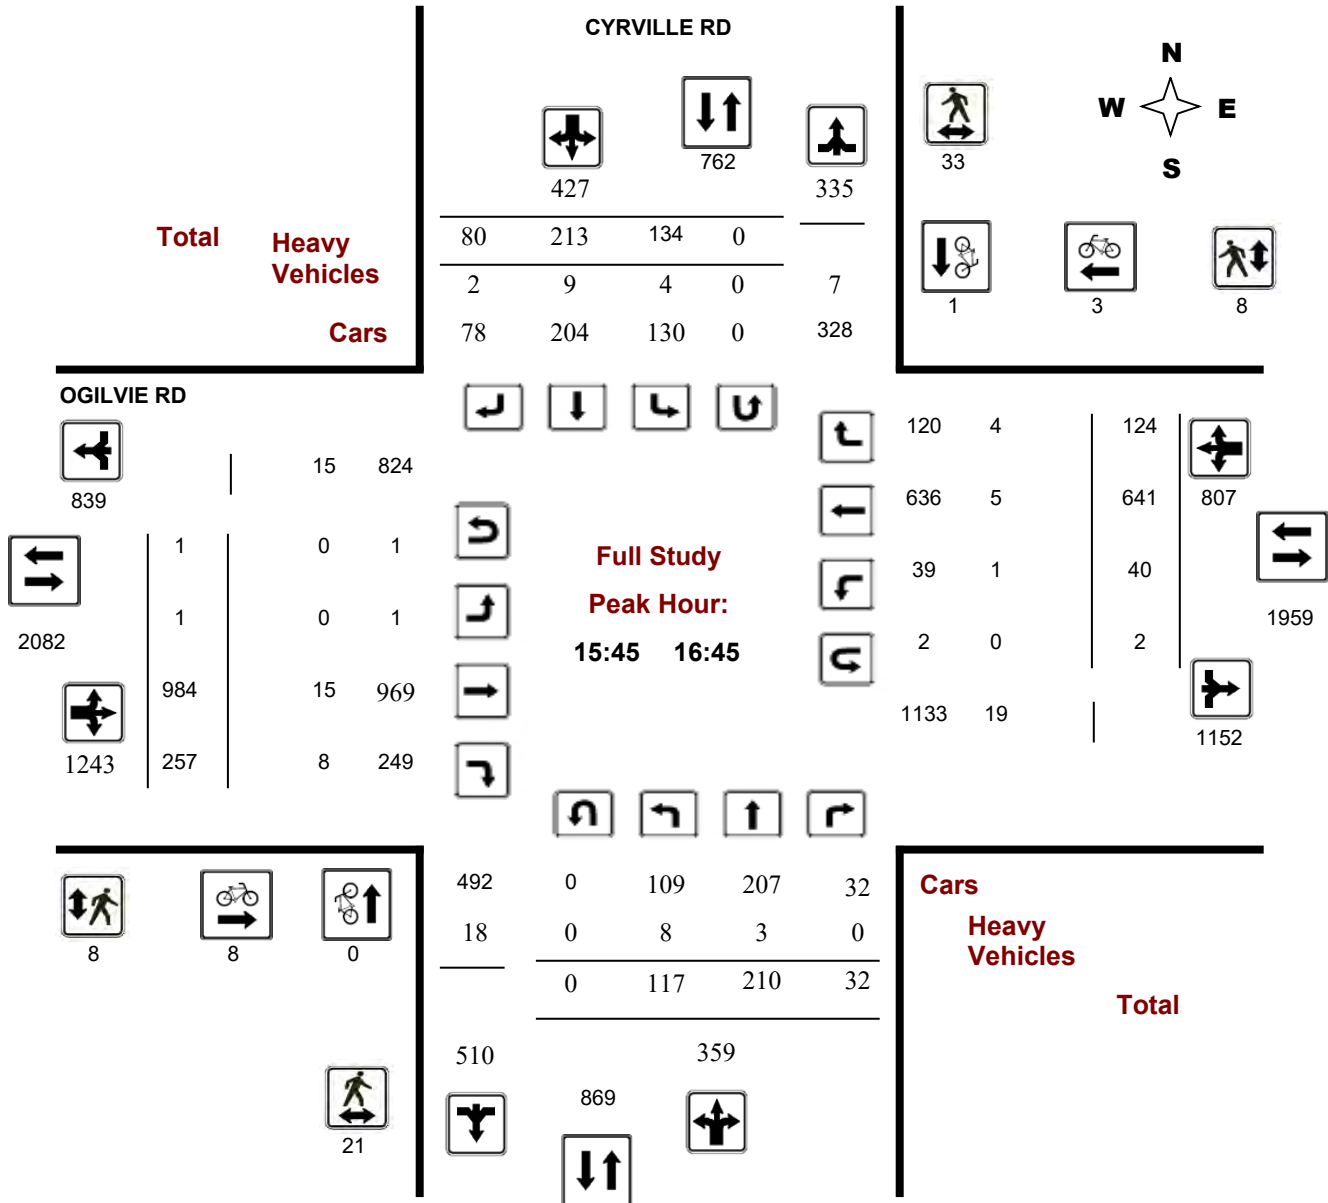 CYRVILLE RD
N
W E
S
762
33
427 335
Total Heavy Vehicles
80 213 134 0
2 9 4 0 7
Cars 78 204 130 0 328
1 3 8
OGILVIE RD
839
15 824
120 4 124
807
636 5 641
1 0 1
39 1 40
1 0 1
2 0 2
2082
1959
984 15 969
1133 19
1152
1243
257 8 249
Full Study
Peak Hour:
15:45 16:45
492 0 109 207 32
Cars
18 0 8 3 0
Heavy Vehicles
8 8 0
0 117 210 32
Total
510 359
869
21